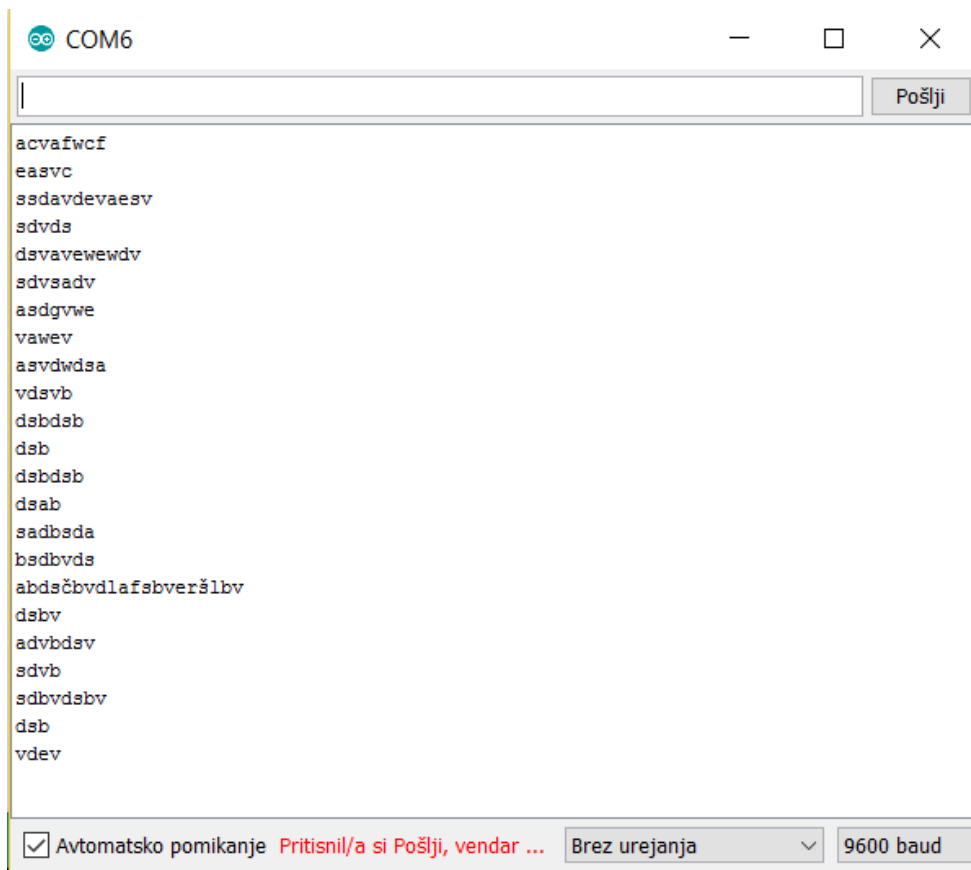 COM6
Pošlji
acvafwcf
easvc
ssdavdevaesv
sdvds
dsvavewewdv
sdvsadv
asdgvwe
vawev
asvdwdsa
vdsvb
dsbdsb
dsb
dsbdsb
dsab
sadbsda
bsdbvds
abdsčbvdlafsbveršlbv
dsbv
advbdsv
sdvb
sdbvdsbv
dsb
vdev
Avtomatsko pomikanje Pritisnil/a si Pošlji, vendar ... Brez urejanja 9600 baud